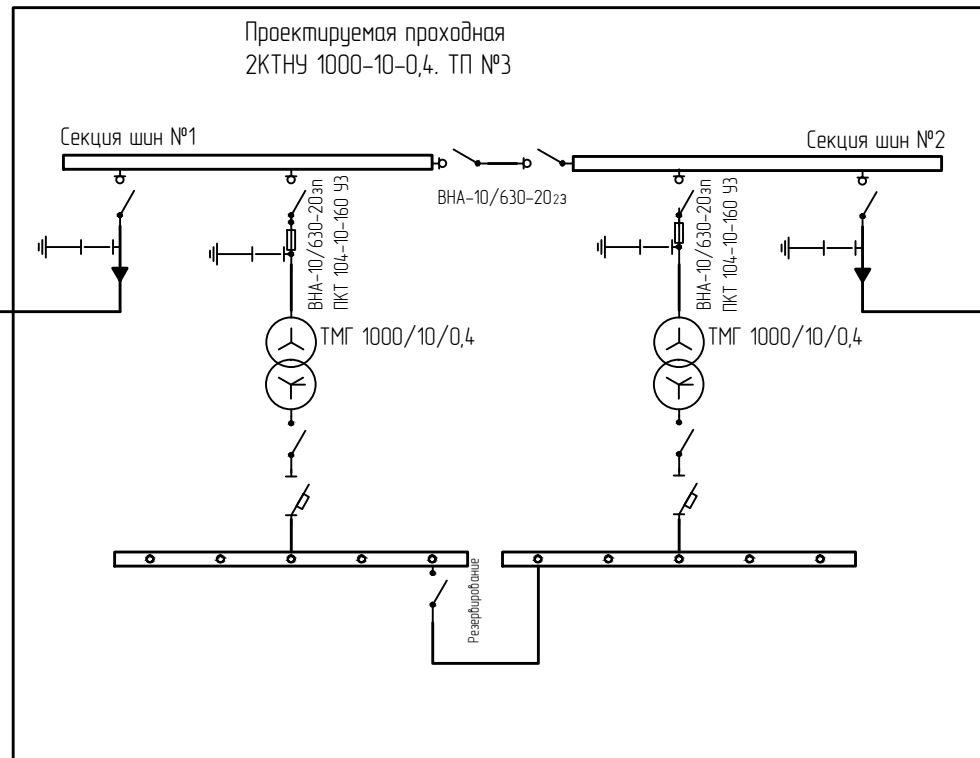 Проектируемая проходная
2КТНУ 1000-10-0,4. ТП №3
Секция шин №1
Секция шин №2
ВНА-10/630-20з3
ВНА-10/630-20зп
ПКТ 104-10-160 УЗ
ВНА-10/630-20зп
ПКТ 104-10-160 УЗ
ТМГ 1000/10/0,4
ТМГ 1000/10/0,4
Резервирование